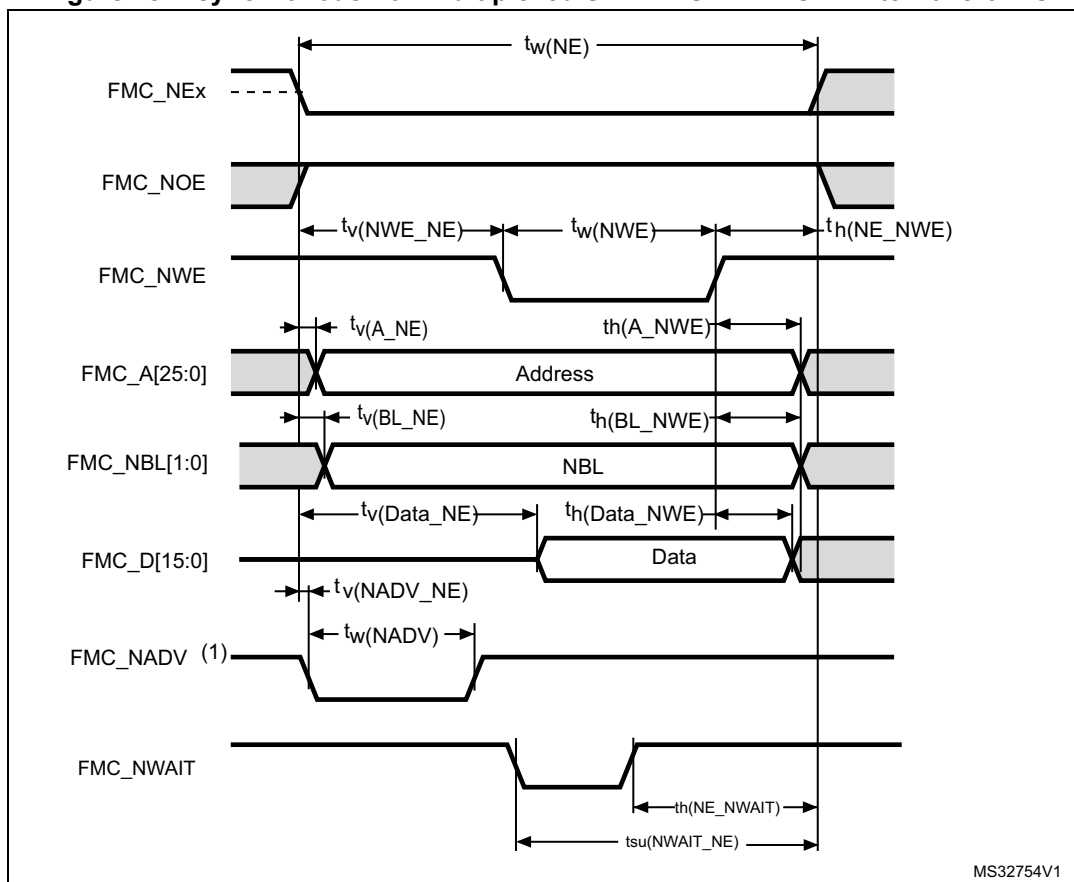 tw(NE)
FMC_NEx
FMC_NOE
tv(NWE_NE) tw(NWE) th(NE_NWE)
FMC_NWE
tv(A_NE) th(A_NWE)
FMC_A[25:0] Address
tv(BL_NE) th(BL_NWE)
FMC_NBL[1:0] NBL
tv(Data_NE) th(Data_NWE)
FMC_D[15:0] Data
tv(NADV_NE)
tw(NADV)
FMC_NADV (1)
FMC_NWAIT
th(NE_NWAIT)
tsu(NWAIT_NE)
MS32754V1